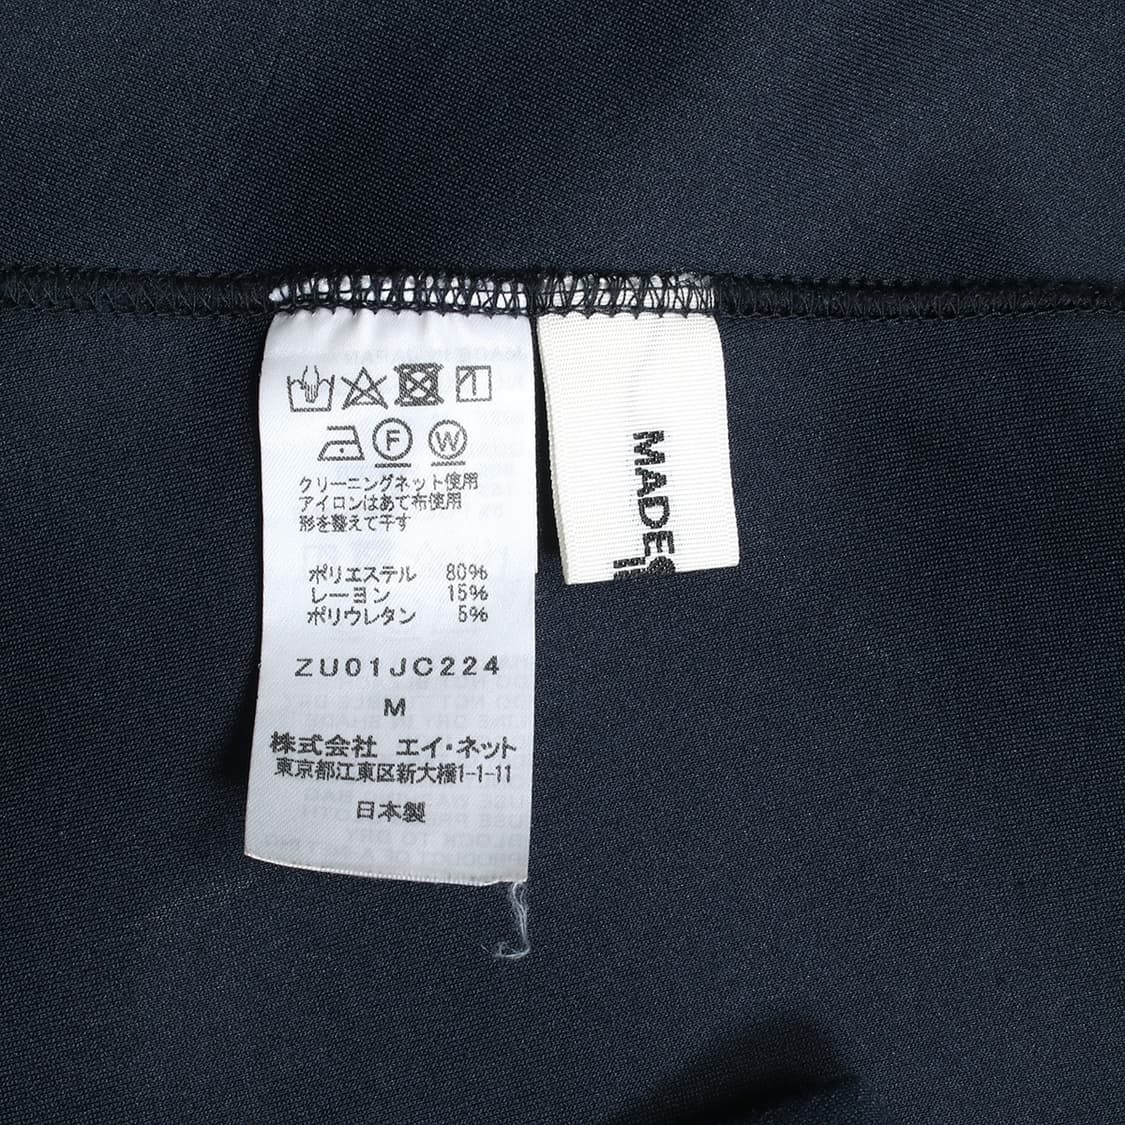 クリーニングネット使用
アイロンはあて布使用
形を整えて干す
ポリエステル 80%
レーヨン 15%
ポリウレタン 5%
ZU01JC224
M
株式会社 エイ・ネット
東京都江東区新大橋1-1-11
日本製
F
W
MADE